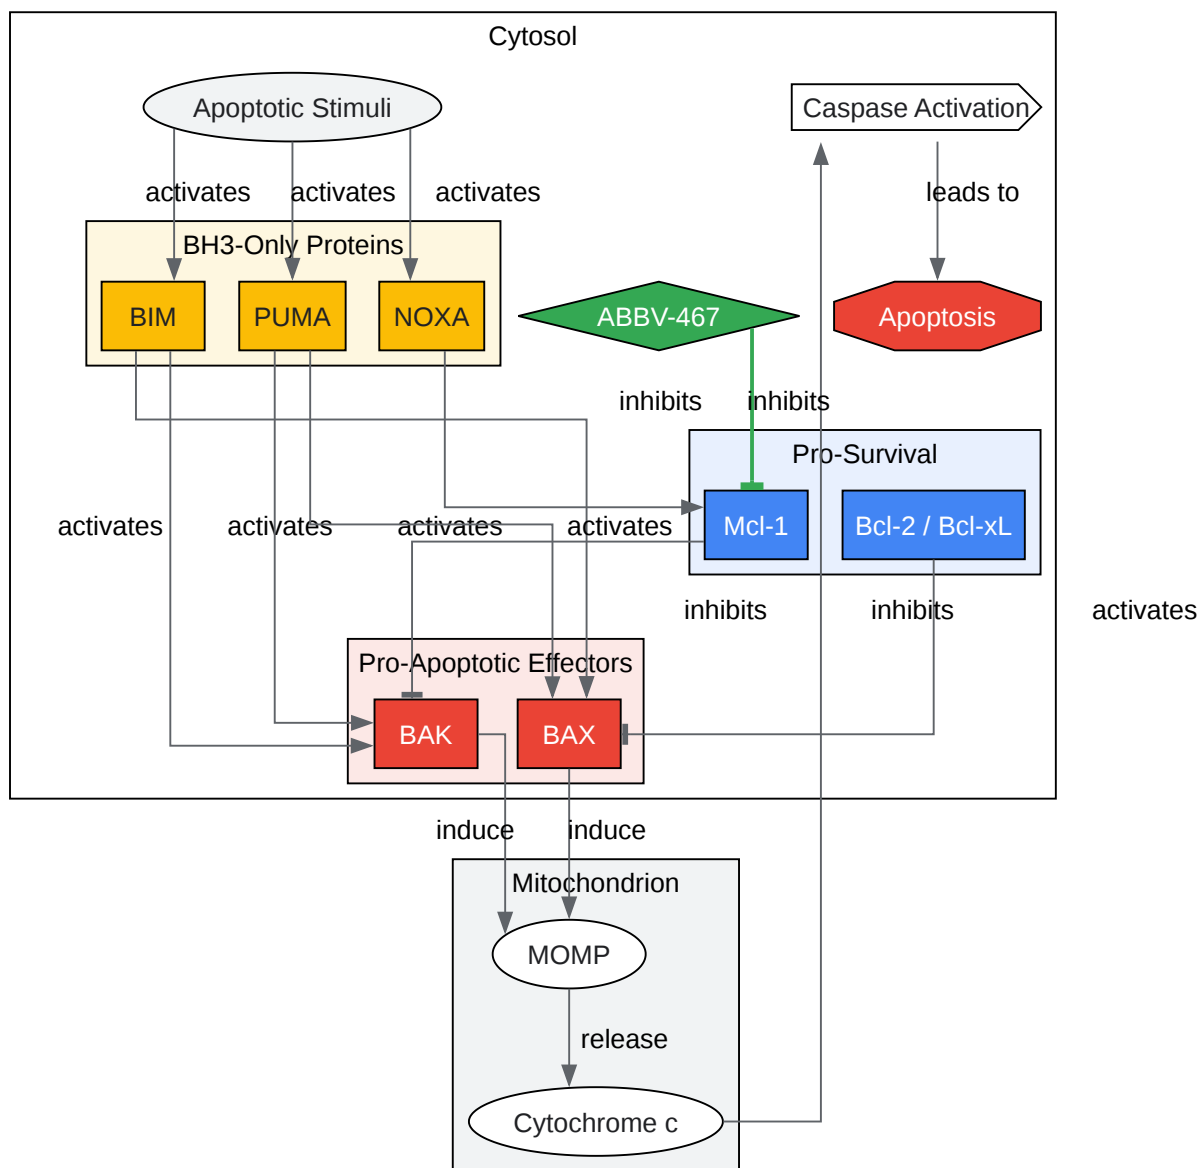 Cytosol
Apoptotic Stimuli
Caspase Activation
activates
activates
activates
leads to
BH3-Only Proteins
BIM
PUMA
NOXA
ABBV-467
Apoptosis
inhibits
inhibits
Pro-Survival
Mcl-1
Bcl-2 / Bcl-xL
activates
activates
activates
activates
inhibits
inhibits
activates
Pro-Apoptotic Effectors
BAK
BAX
induce
induce
Mitochondrion
MOMP
release
Cytochrome c